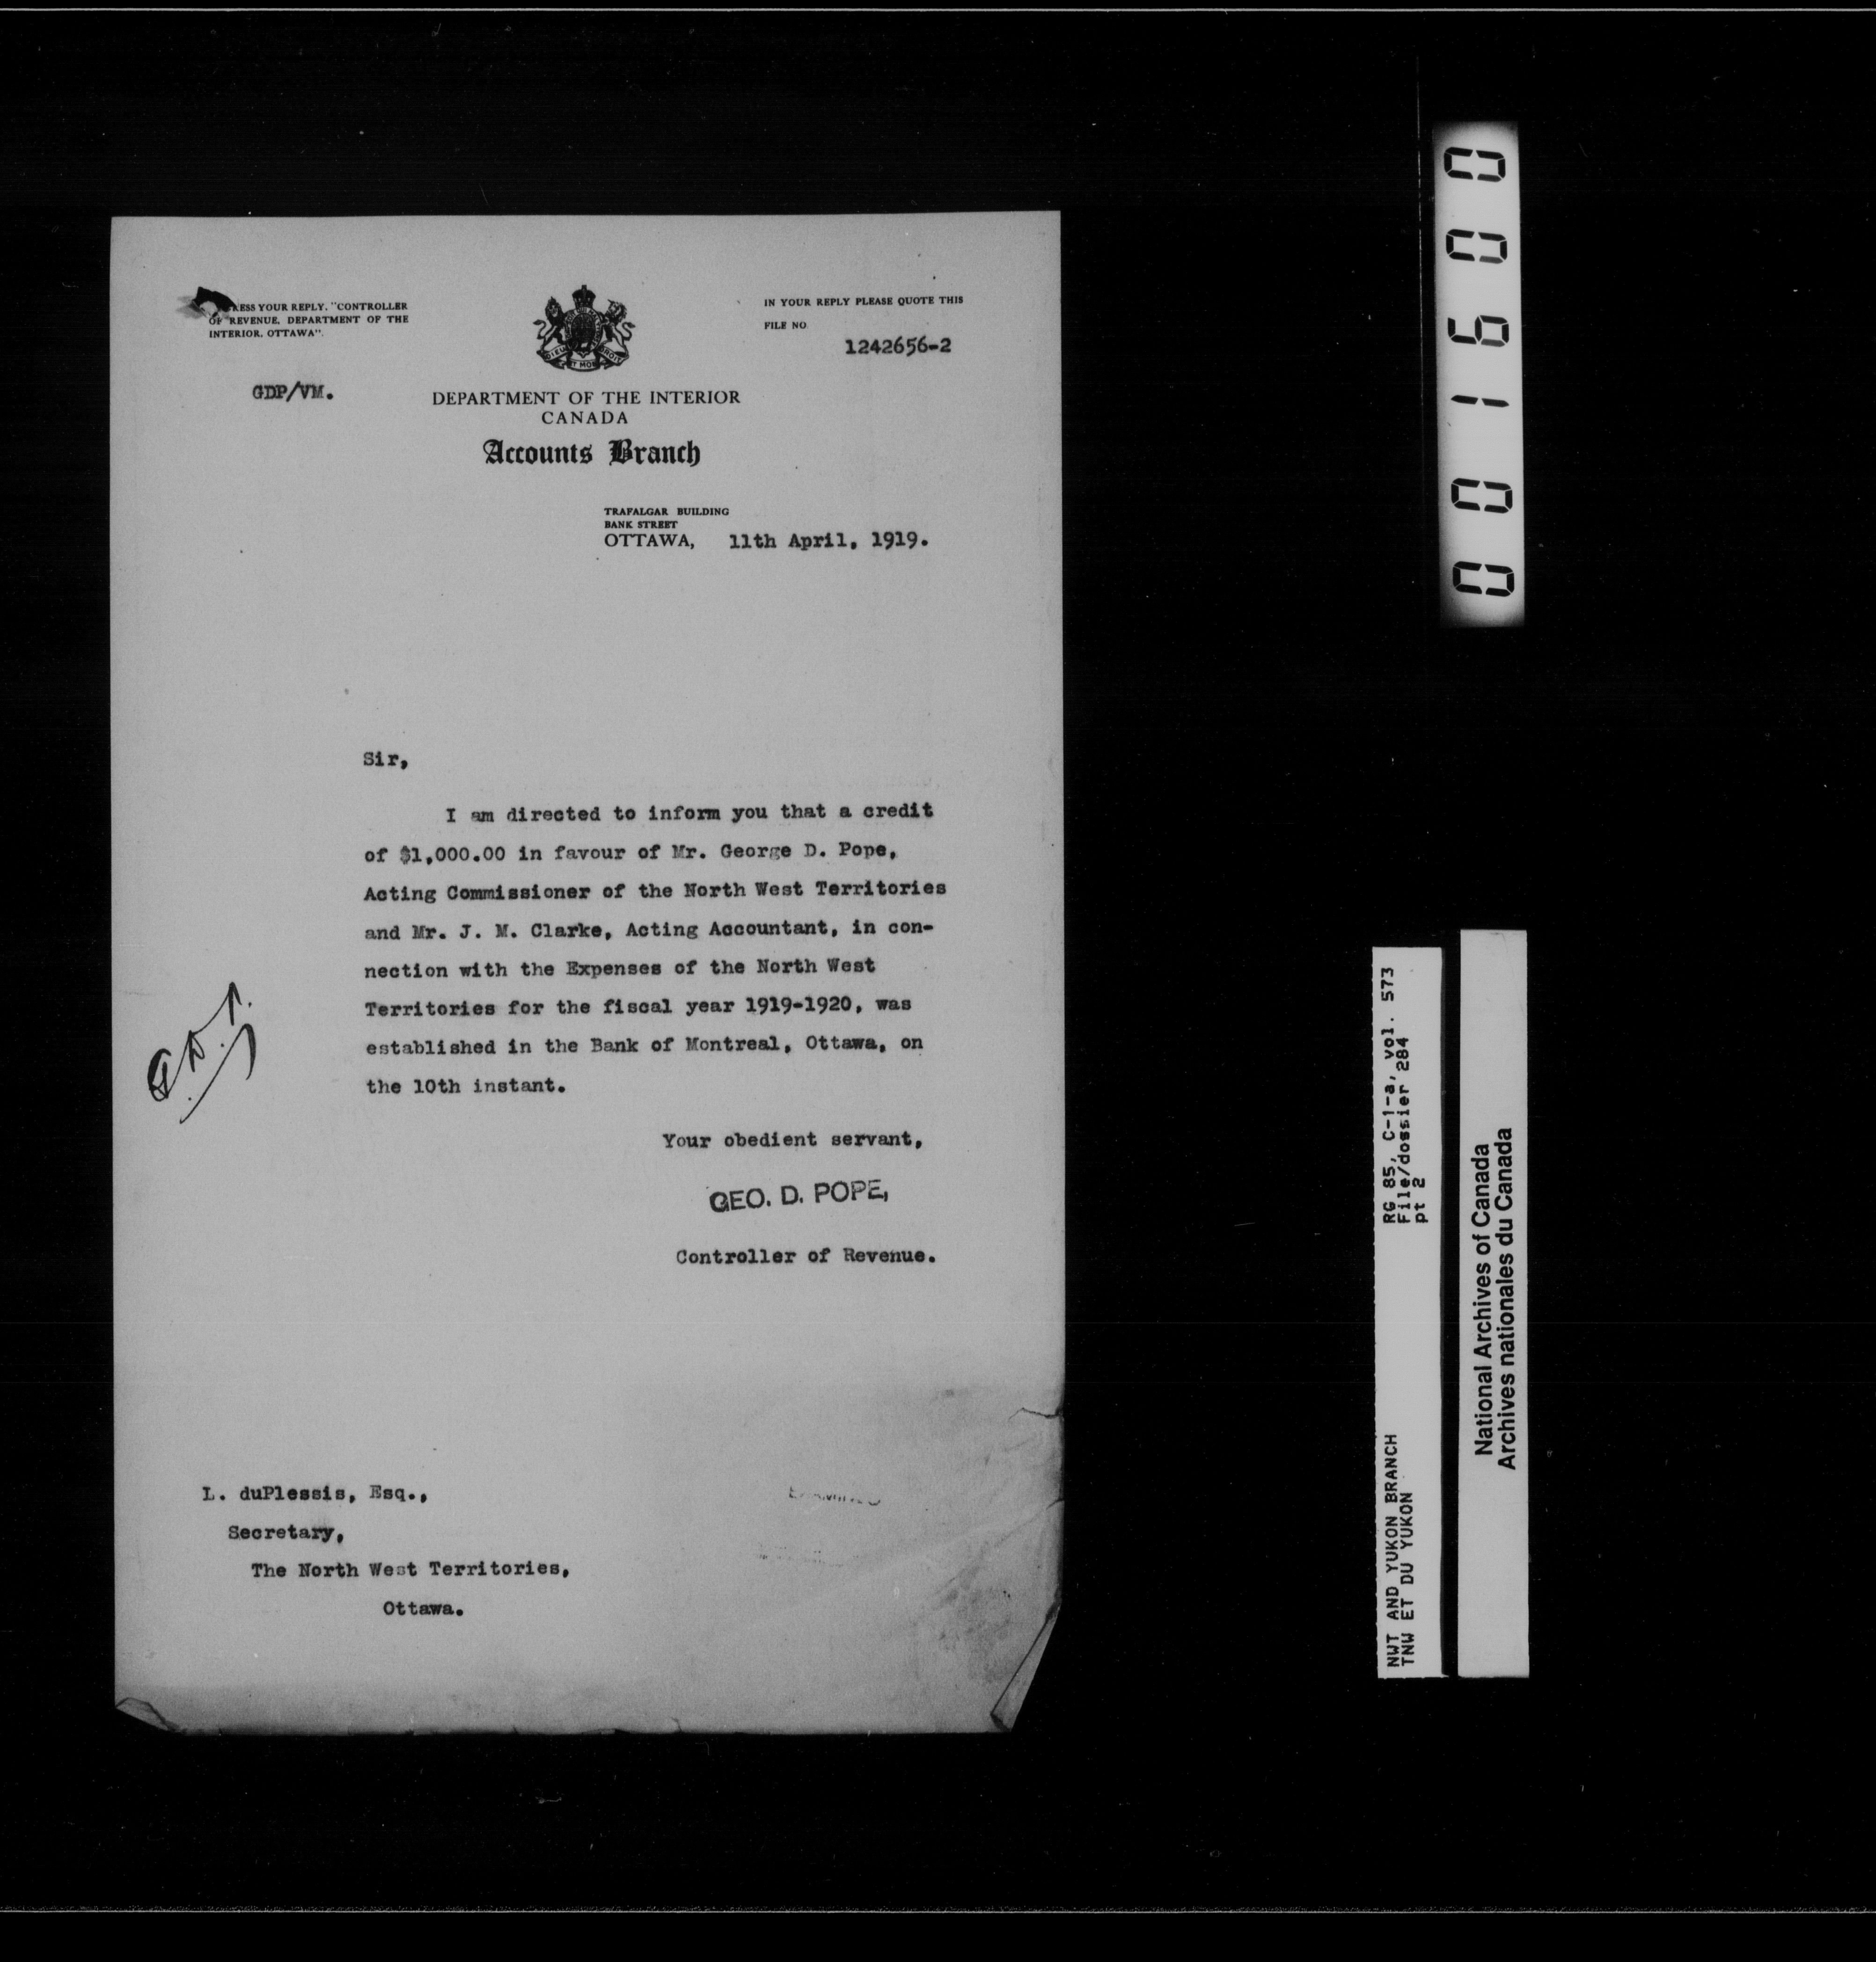 RESS YOUR REPLY, "CONTROLLER
OF REVENUE, DEPARTMENT OF THE
INTERIOR, OTTAWA".
IN YOUR REPLY PLEASE QUOTE THIS
FILE NO.
1242656-2
GDP/VM.
DIEU ET MON DROIT
DEPARTMENT OF THE INTERIOR
CANADA
Accounts Branch
TRAFALGAR BUILDING
BANK STREET
OTTAWA, 11th April, 1919.
Sir,
I am directed to inform you that a credit
of $1,000.00 in favour of Mr. George D. Pope,
Acting Commissioner of the North West Territories
and Mr. J. M. Clarke, Acting Accountant, in con-
nection with the Expenses of the North West
Territories for the fiscal year 1919-1920, was
established in the Bank of Montreal, Ottawa, on
the 10th instant.
Your obedient servant,
GEO. D. POPE,
Controller of Revenue.
L. duPlessis, Esq.,
Secretary,
The North West Territories,
Ottawa.
001600
RG 85, C-1-a, vol. 573
File/dossier 284
pt 2
NWT AND YUKON BRANCH
TNW ET DU YUKON
National Archives of Canada
Archives nationales du Canada